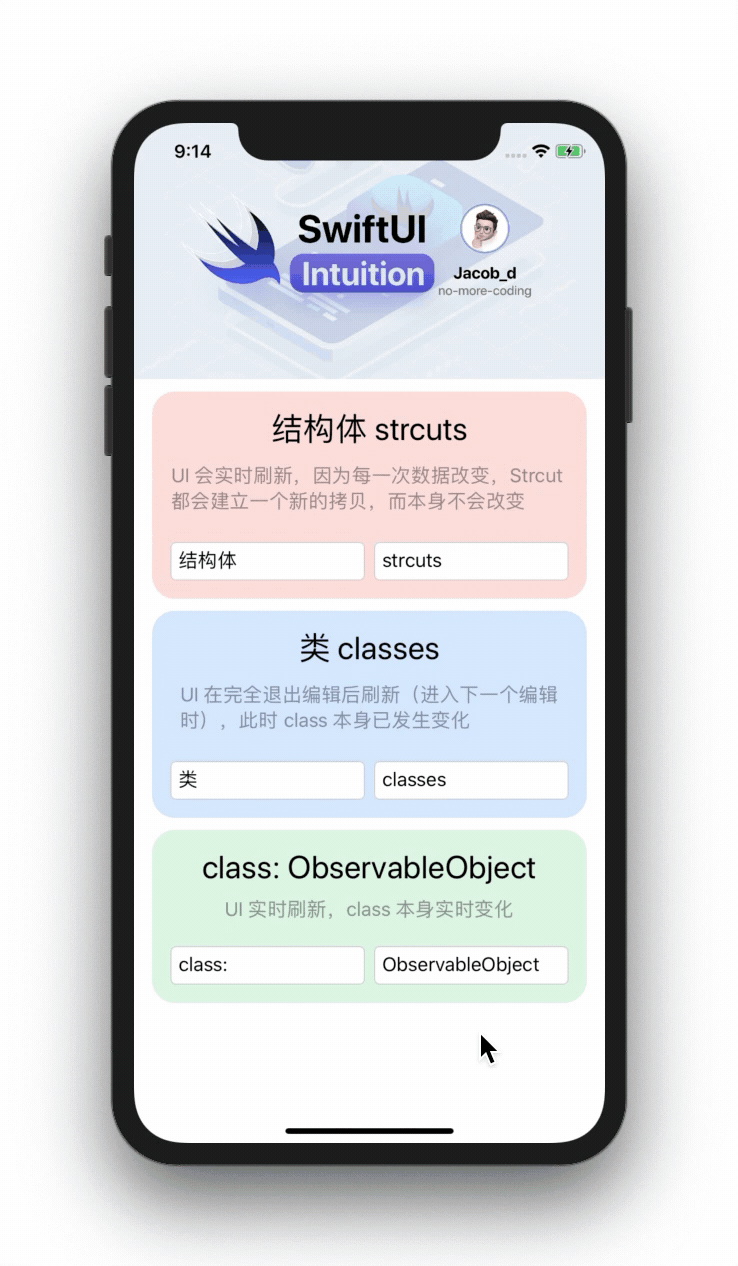 9:14
SwiftUI
Intuition
Jacob_d
no-more-coding
结构体 strcuts
UI 会实时刷新，因为每一次数据改变，Strcut
都会建立一个新的拷贝，而本身不会改变
结构体
strcuts
类 classes
UI 在完全退出编辑后刷新（进入下一个编辑
时），此时 class 本身已发生变化
类
classes
class: ObservableObject
UI 实时刷新，class 本身实时变化
class:
ObservableObject